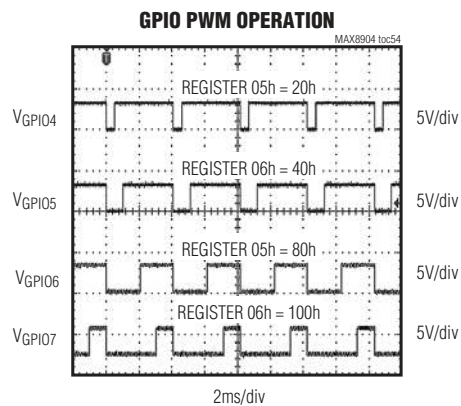 GPIO PWM OPERATION
MAX8904 toc54
REGISTER 05h = 20h
VGPIO4
5V/div
REGISTER 06h = 40h
VGPIO5
5V/div
REGISTER 05h = 80h
VGPIO6
5V/div
REGISTER 06h = 100h
VGPIO7
5V/div
2ms/div